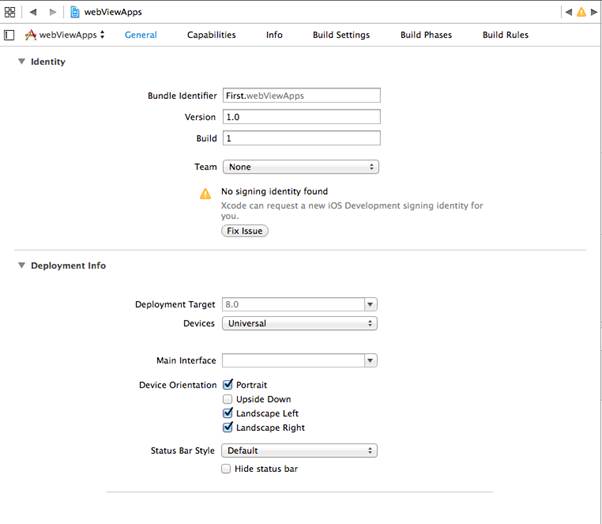 webViewApps
webViewApps General Capabilities Info Build Settings Build Phases Build Rules
Identity
Bundle Identifier First.webViewApps
Version 1.0
Build 1
Team None
No signing identity found
Xcode can request a new iOS Development signing identity for
you.
Fix Issue
Deployment Info
Deployment Target 8.0
Devices Universal
Main Interface
Device Orientation Portrait
Upside Down
Landscape Left
Landscape Right
Status Bar Style Default
Hide status bar